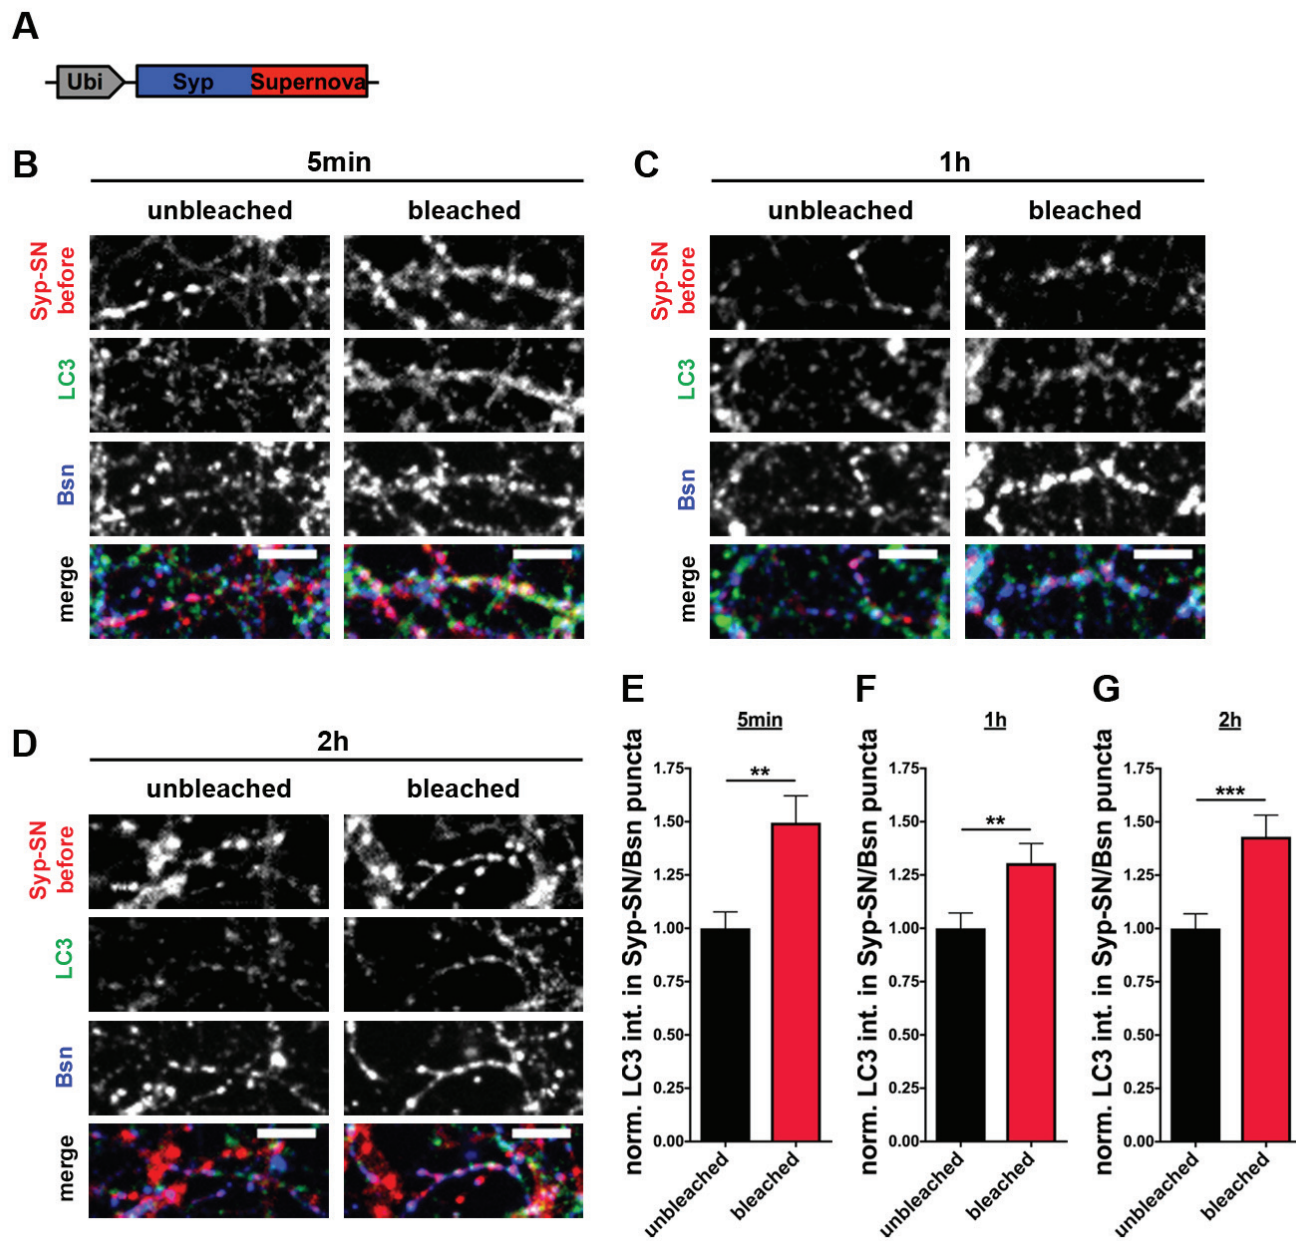 A
Ubi
Syp
Supernova
B
5min
unbleached
bleached
Syp-SN
before
LC3
Bsn
merge
C
1h
unbleached
bleached
Syp-SN
before
LC3
Bsn
merge
D
2h
unbleached
bleached
Syp-SN
before
LC3
Bsn
merge
E
5min
norm. LC3 int. in Syp-SN/Bsn puncta
1.75
1.50
1.25
1.00
0.75
0.50
0.25
0.00
**
unbleached
bleached
F
1h
norm. LC3 int. in Syp-SN/Bsn puncta
1.75
1.50
1.25
1.00
0.75
0.50
0.25
0.00
**
unbleached
bleached
G
2h
norm. LC3 int. in Syp-SN/Bsn puncta
1.75
1.50
1.25
1.00
0.75
0.50
0.25
0.00
***
unbleached
bleached